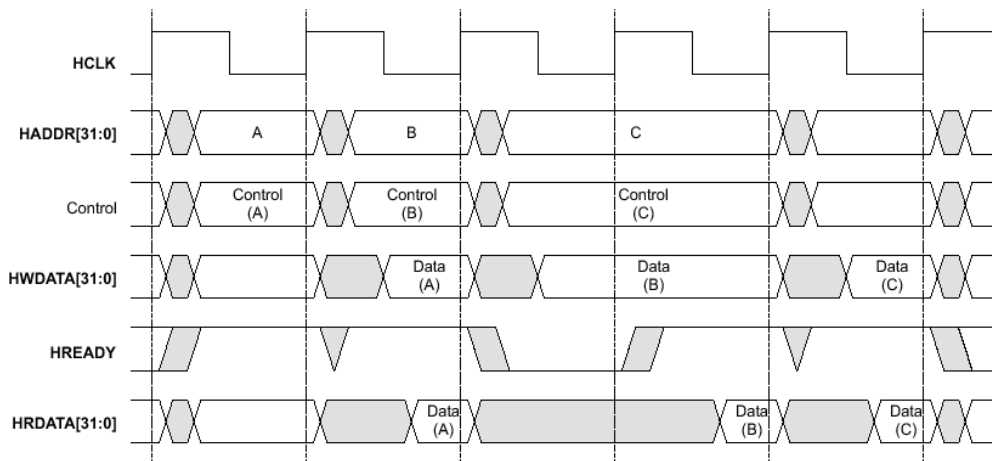 HCLK
HADDR[31:0]
A
B
C
Control
Control
(A)
Control
(B)
Control
(C)
HWDATA[31:0]
Data
(A)
Data
(B)
Data
(C)
HREADY
HRDATA[31:0]
Data
(A)
Data
(B)
Data
(C)